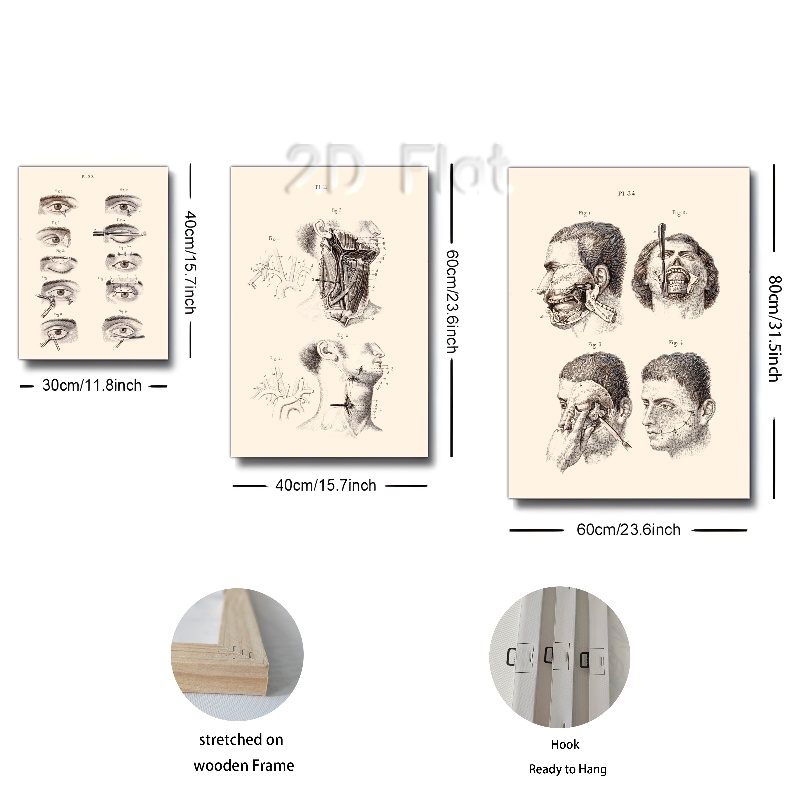 2D Flat
Pl 34
Fig 1
Fig 2
Fig 3
Fig 4
40cm/15.7inch
60cm/23.6inch
80cm/31.5inch
30cm/11.8inch
40cm/15.7inch
60cm/23.6inch
stretched on
wooden Frame
Hook
Ready to Hang